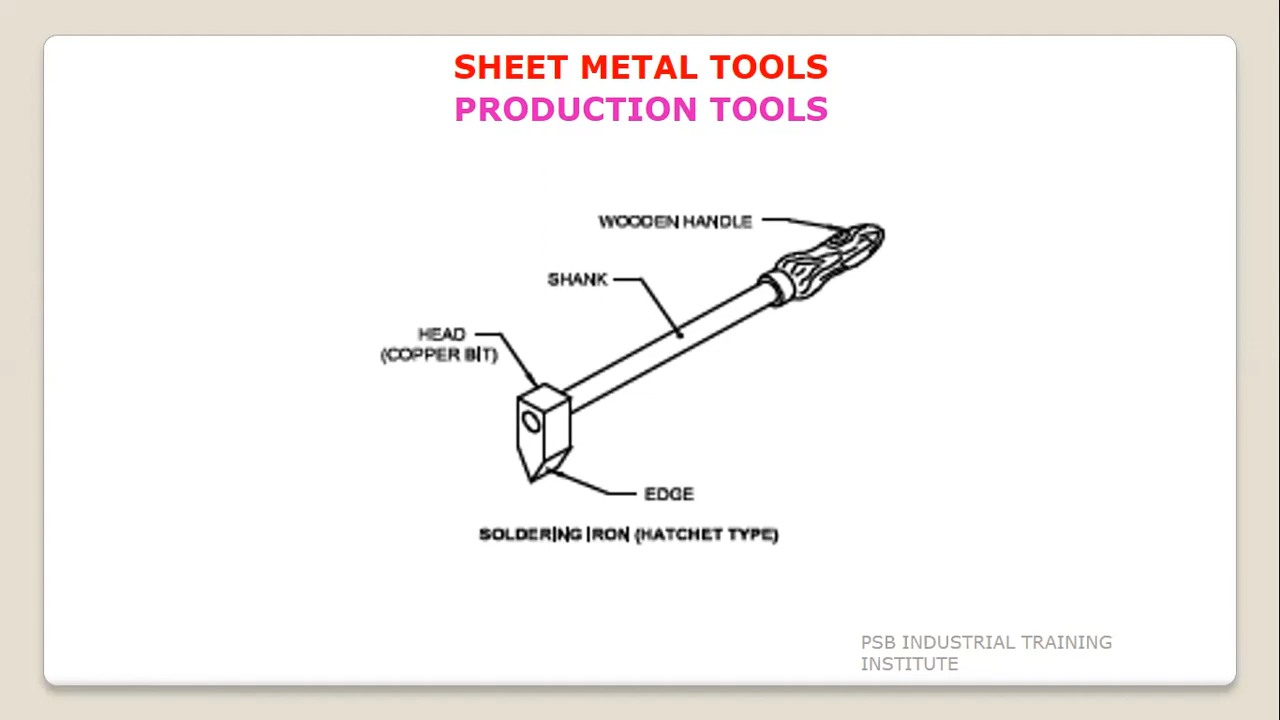 SHEET METAL TOOLS
PRODUCTION TOOLS
WOODEN HANDLE
SHANK
HEAD
(COPPER BIT)
EDGE
SOLDERING IRON (HATCHET TYPE)
PSB INDUSTRIAL TRAINING
INSTITUTE